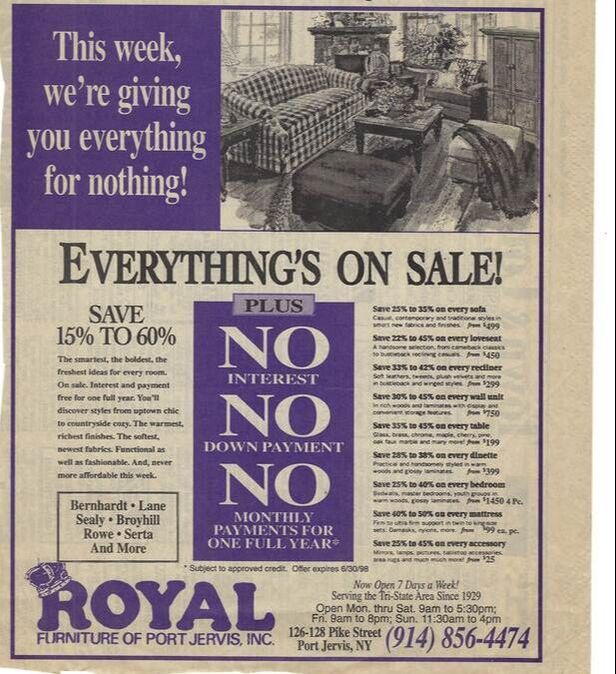 This week,
we're giving
you everything
for nothing!
EVERYTHING'S ON SALE!
SAVE
15% TO 60%
The smartest, the boldest, the
freshest ideas for every room.
On sale. Interest and payment
free for one full year. You'll
discover styles from uptown chic
to countryside cozy. The warmest,
richest finishes. The softest,
newest fabrics. Functional as
well as fashionable. And, never
more affordable this week.
Bernhardt • Lane
Sealy • Broyhill
Rowe • Serta
And More
PLUS
NO
INTEREST
NO
DOWN PAYMENT
NO
MONTHLY
PAYMENTS FOR
ONE FULL YEAR*
Save 25% to 35% on every sofa
Casual, contemporary and traditional styles in
smart new fabrics and finishes. from $499
Save 22% to 45% on every loveseat
A handsome selection, from camelback classics
to bustleback reclining casuals. from $450
Save 33% to 42% on every recliner
Soft leathers, tweeds, plush velvets and more
in bustleback and winged styles. from $299
Save 30% to 45% on every wall unit
In rich woods and laminates with display and
convenient storage features. from $750
Save 35% to 45% on every table
Glass, brass, chrome, maple, cherry, pine,
oak faux marble and many more! from $199
Save 28% to 38% on every dinette
Practical and handsomely styled in warm
woods and glossy laminates. from $399
Save 25% to 40% on every bedroom
Bedwalls, master bedrooms, youth groups in
warm woods, glossy laminates. from $1450 4 Pc.
Save 40% to 50% on every mattress
Firm to ultra firm support in twin to king-size
sets. Damasks, nylons, more. from $99 ea. pc.
Save 25% to 45% on every accessory
Mirrors, lamps, pictures, tabletop accessories,
area rugs and much much more! from $25
* Subject to approved credit. Offer expires 6/30/98
ROYAL
FURNITURE OF PORT JERVIS, INC.
Now Open 7 Days a Week!
Serving the Tri-State Area Since 1929
Open Mon. thru Sat. 9am to 5:30pm;
Fri. 9am to 8pm; Sun. 11:30am to 4pm
126-128 Pike Street
Port Jervis, NY
(914) 856-4474